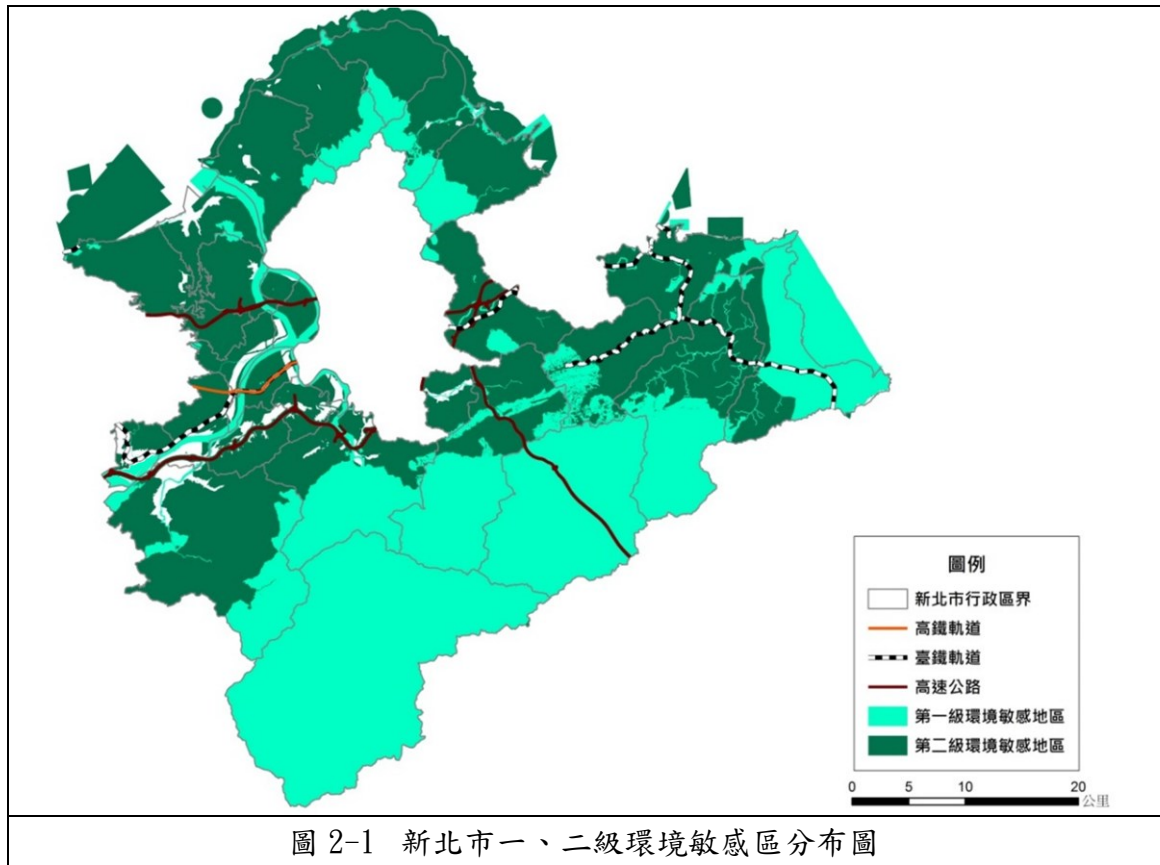 圖例
新北市行政區界
高鐵軌道
臺鐵軌道
高速公路
第一級環境敏感地區
第二級環境敏感地區
0 5 10 20
公里
圖 2-1 新北市一、二級環境敏感區分布圖